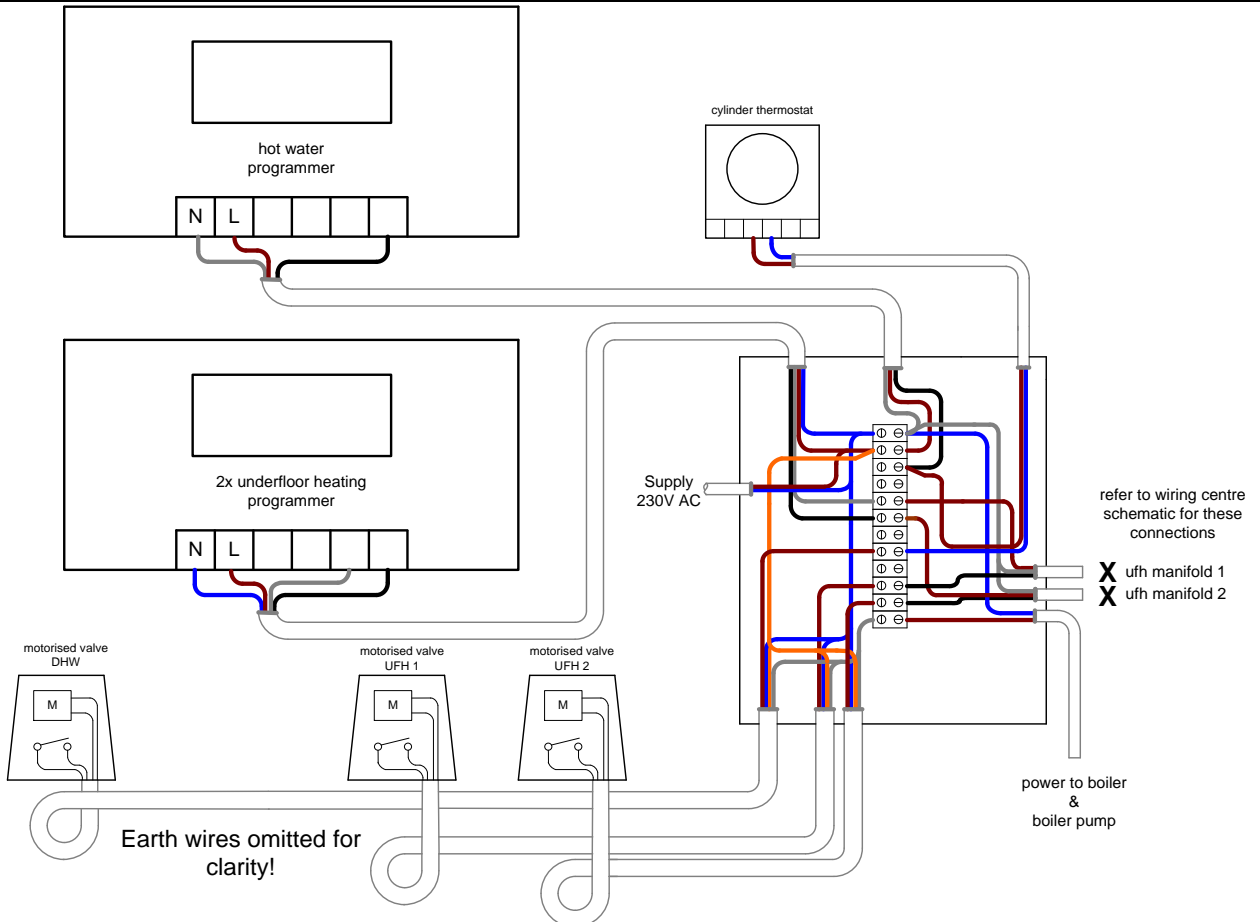 hot water
programmer
N L
cylinder thermostat
2x underfloor heating
programmer
N L
Supply
230V AC
refer to wiring centre
schematic for these
connections
X ufh manifold 1
X ufh manifold 2
motorised valve
DHW
M
motorised valve
UFH 1
M
motorised valve
UFH 2
M
power to boiler
&
boiler pump
Earth wires omitted for
clarity!